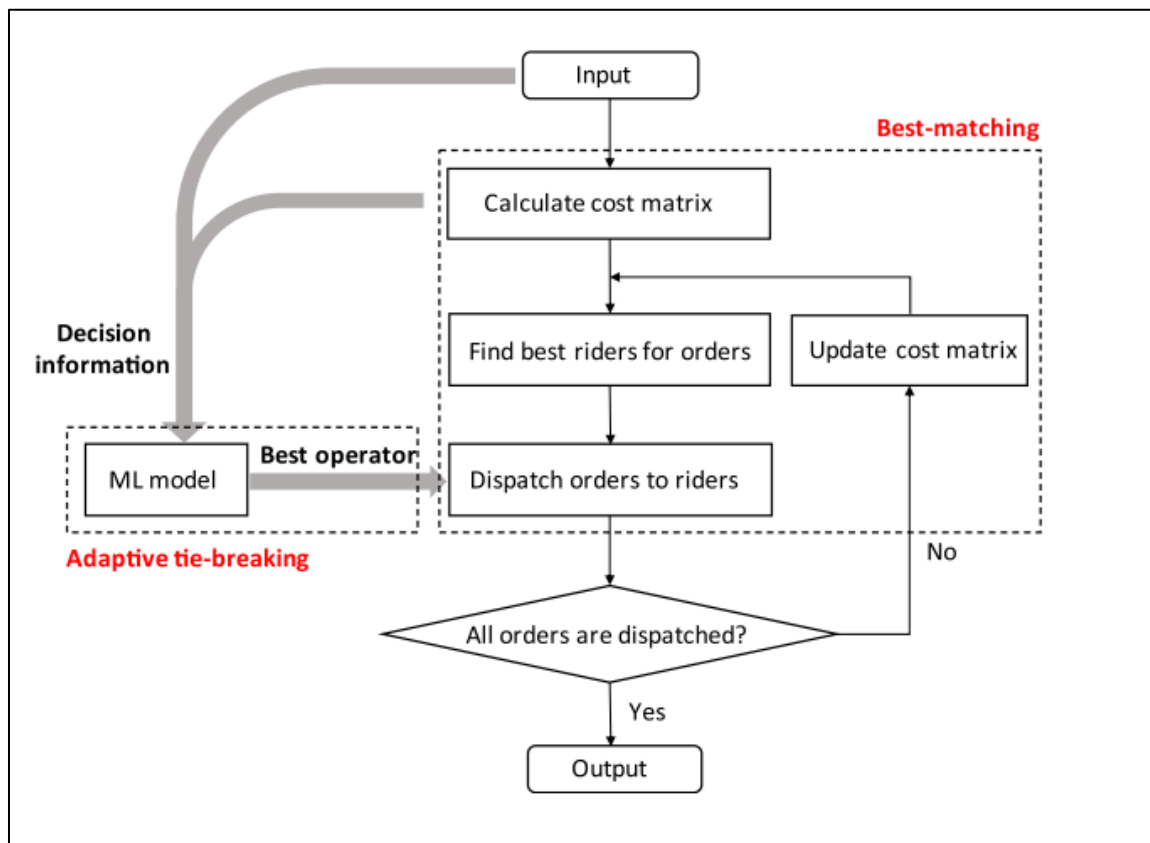 Input
Best-matching
Calculate cost matrix
Decision
information
Find best riders for orders
Update cost matrix
Best operator
ML model
Dispatch orders to riders
Adaptive tie-breaking
No
All orders are dispatched?
Yes
Output